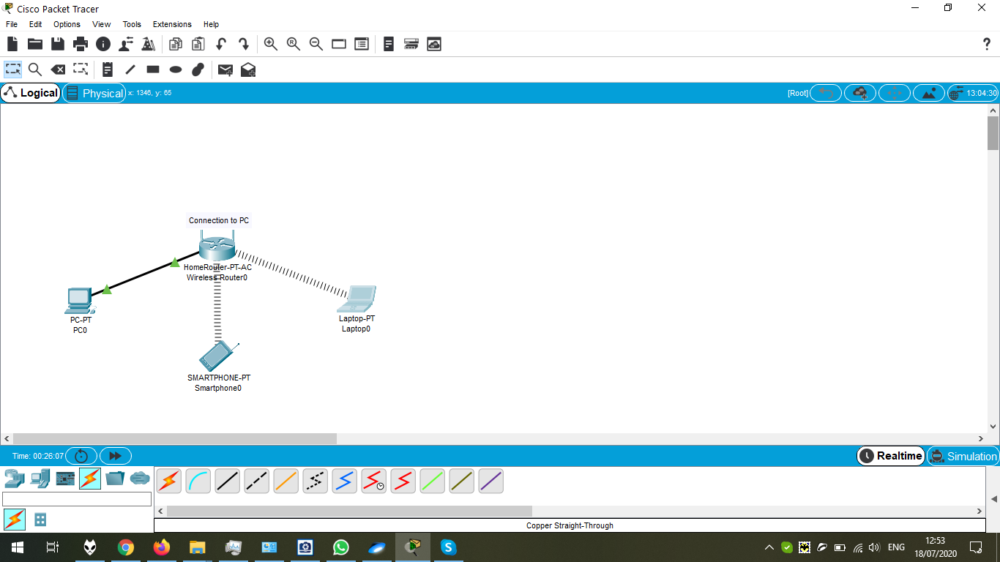 Cisco Packet Tracer
File Edit Options View Tools Extensions Help
R
?
Logical
Physical
x: 1346, y: 65
[Root]
13:04:30
Connection to PC
HomeRouter-PT-AC
Wireless Router0
PC-PT
PC0
Laptop-PT
Laptop0
SMARTPHONE-PT
Smartphone0
Time: 00:26:07
Realtime
Simulation
Copper Straight-Through
ENG
12:53
18/07/2020